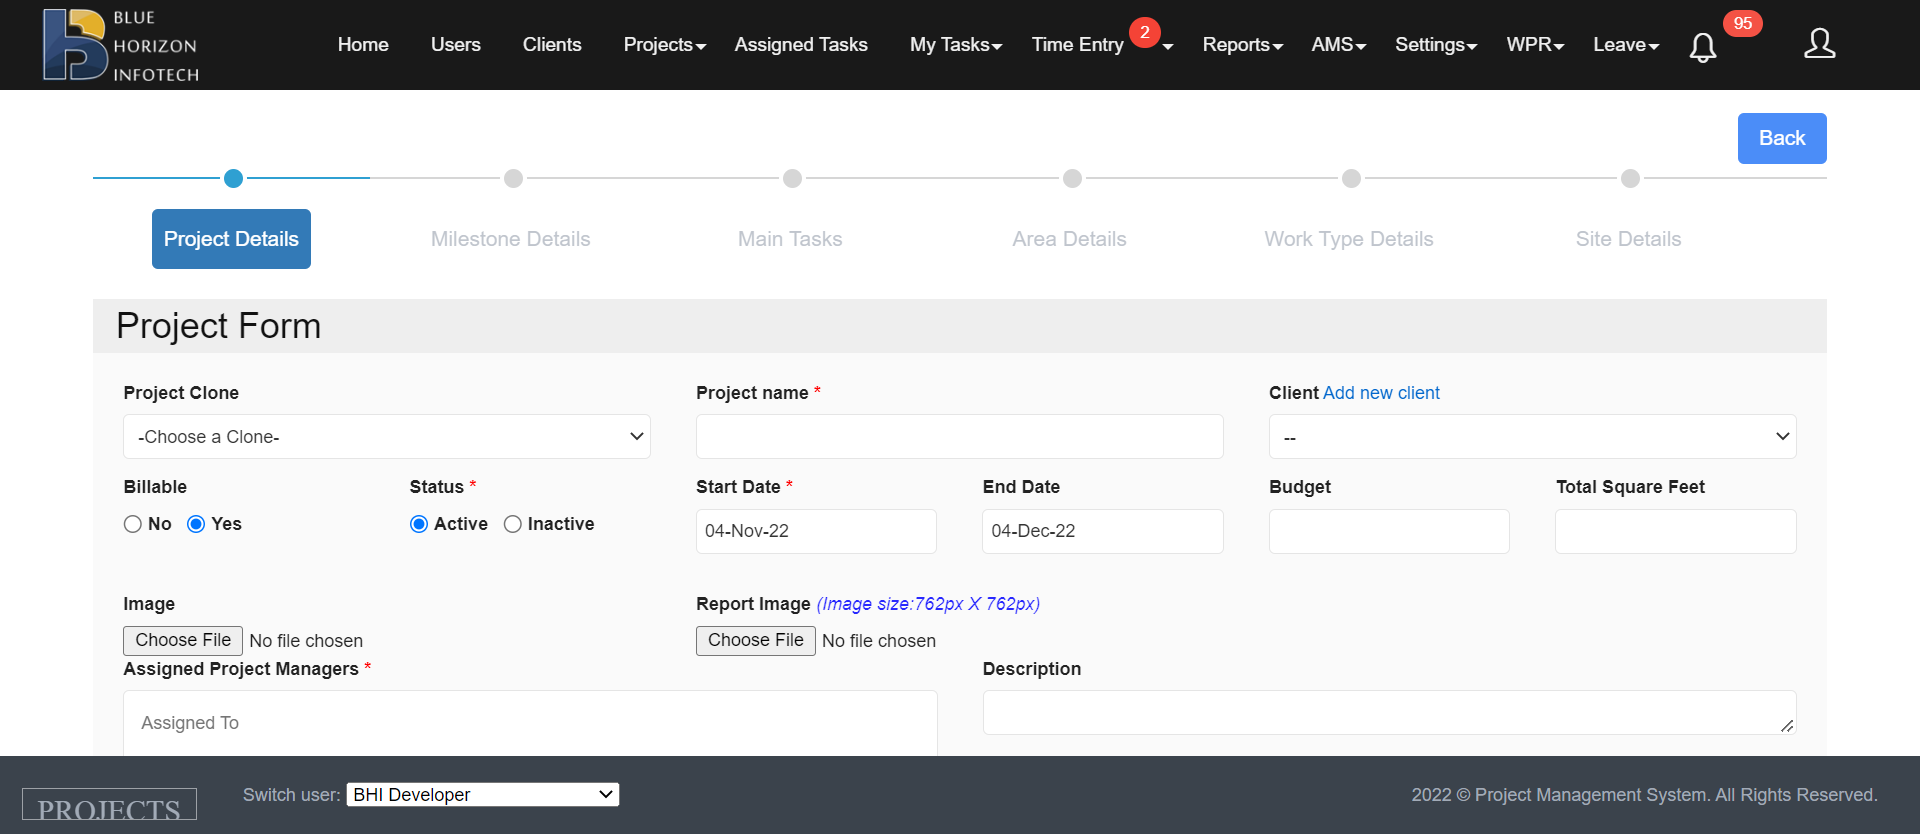 BLUE
HORIZON
INFOTECH
Home Users Clients Projects Assigned Tasks My Tasks Time Entry 2 Reports AMS Settings WPR Leave 95
Back
Project Details Milestone Details Main Tasks Area Details Work Type Details Site Details
Project Form
Project Clone Project name * Client Add new client
-Choose a Clone- --
Billable Status * Start Date * End Date Budget Total Square Feet
No Yes Active Inactive 04-Nov-22 04-Dec-22
Image Report Image (Image size:762px X 762px)
Choose File No file chosen Choose File No file chosen
Assigned Project Managers * Description
Assigned To
PROJECTS Switch user: BHI Developer 2022 © Project Management System. All Rights Reserved.